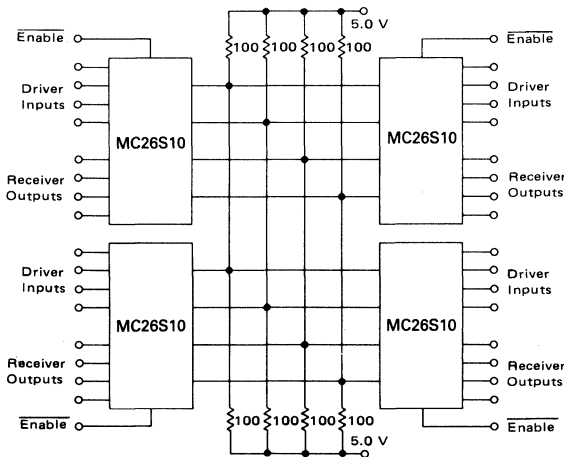 5.0 V
Enable
Enable
100 100 100 100
Driver
Inputs
MC26S10
MC26S10
Driver
Inputs
Receiver
Outputs
Receiver
Outputs
Driver
Inputs
MC26S10
MC26S10
Driver
Inputs
Receiver
Outputs
Receiver
Outputs
Enable
100 100 100 100
Enable
5.0 V